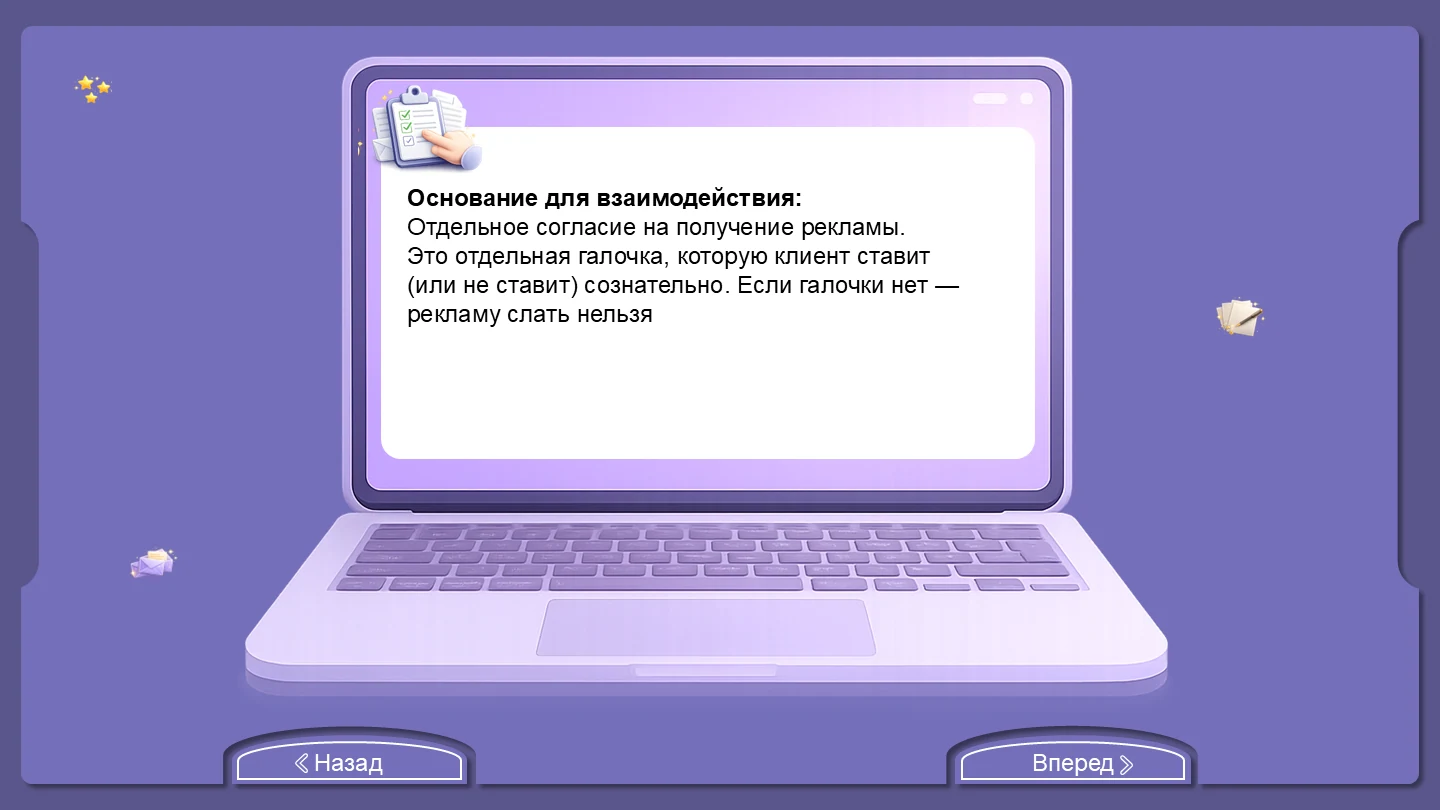 Основание для взаимодействия:
Отдельное согласие на получение рекламы.
Это отдельная галочка, которую клиент ставит
(или не ставит) сознательно. Если галочки нет —
рекламу слать нельзя
Назад
Вперед